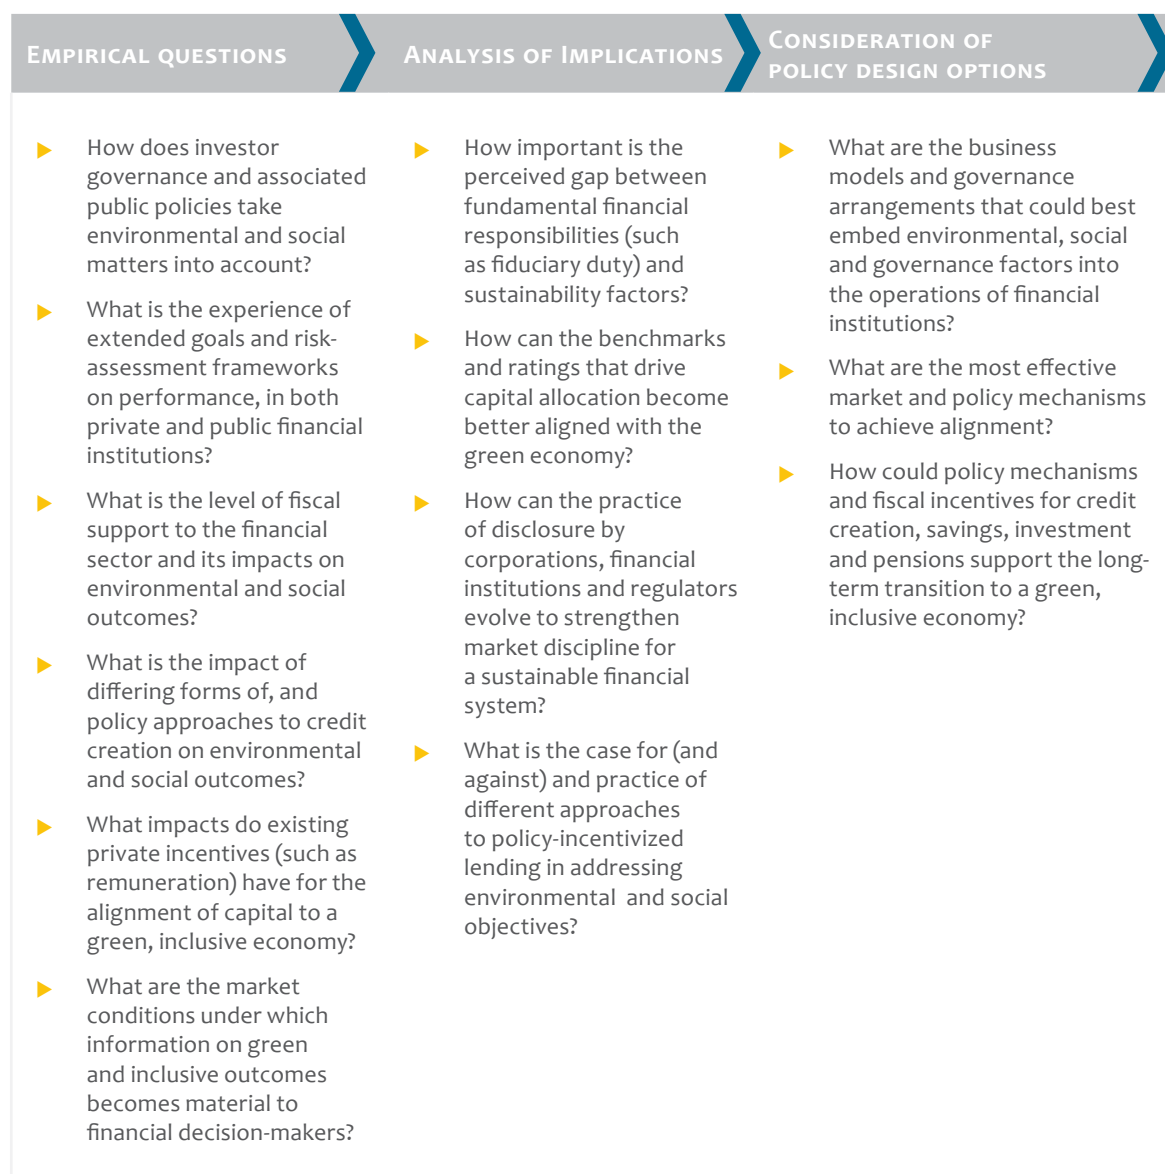 EMPIRICAL QUESTIONS
ANALYSIS OF IMPLICATIONS
CONSIDERATION OF
POLICY DESIGN OPTIONS
How does investor
governance and associated
public policies take
environmental and social
matters into account?
What is the experience of
extended goals and risk-
assessment frameworks
on performance, in both
private and public financial
institutions?
What is the level of fiscal
support to the financial
sector and its impacts on
environmental and social
outcomes?
What is the impact of
differing forms of, and
policy approaches to credit
creation on environmental
and social outcomes?
What impacts do existing
private incentives (such as
remuneration) have for the
alignment of capital to a
green, inclusive economy?
What are the market
conditions under which
information on green
and inclusive outcomes
becomes material to
financial decision-makers?
How important is the
perceived gap between
fundamental financial
responsibilities (such
as fiduciary duty) and
sustainability factors?
How can the benchmarks
and ratings that drive
capital allocation become
better aligned with the
green economy?
How can the practice
of disclosure by
corporations, financial
institutions and regulators
evolve to strengthen
market discipline for
a sustainable financial
system?
What is the case for (and
against) and practice of
different approaches
to policy-incentivized
lending in addressing
environmental and social
objectives?
What are the business
models and governance
arrangements that could best
embed environmental, social
and governance factors into
the operations of financial
institutions?
What are the most effective
market and policy mechanisms
to achieve alignment?
How could policy mechanisms
and fiscal incentives for credit
creation, savings, investment
and pensions support the long-
term transition to a green,
inclusive economy?